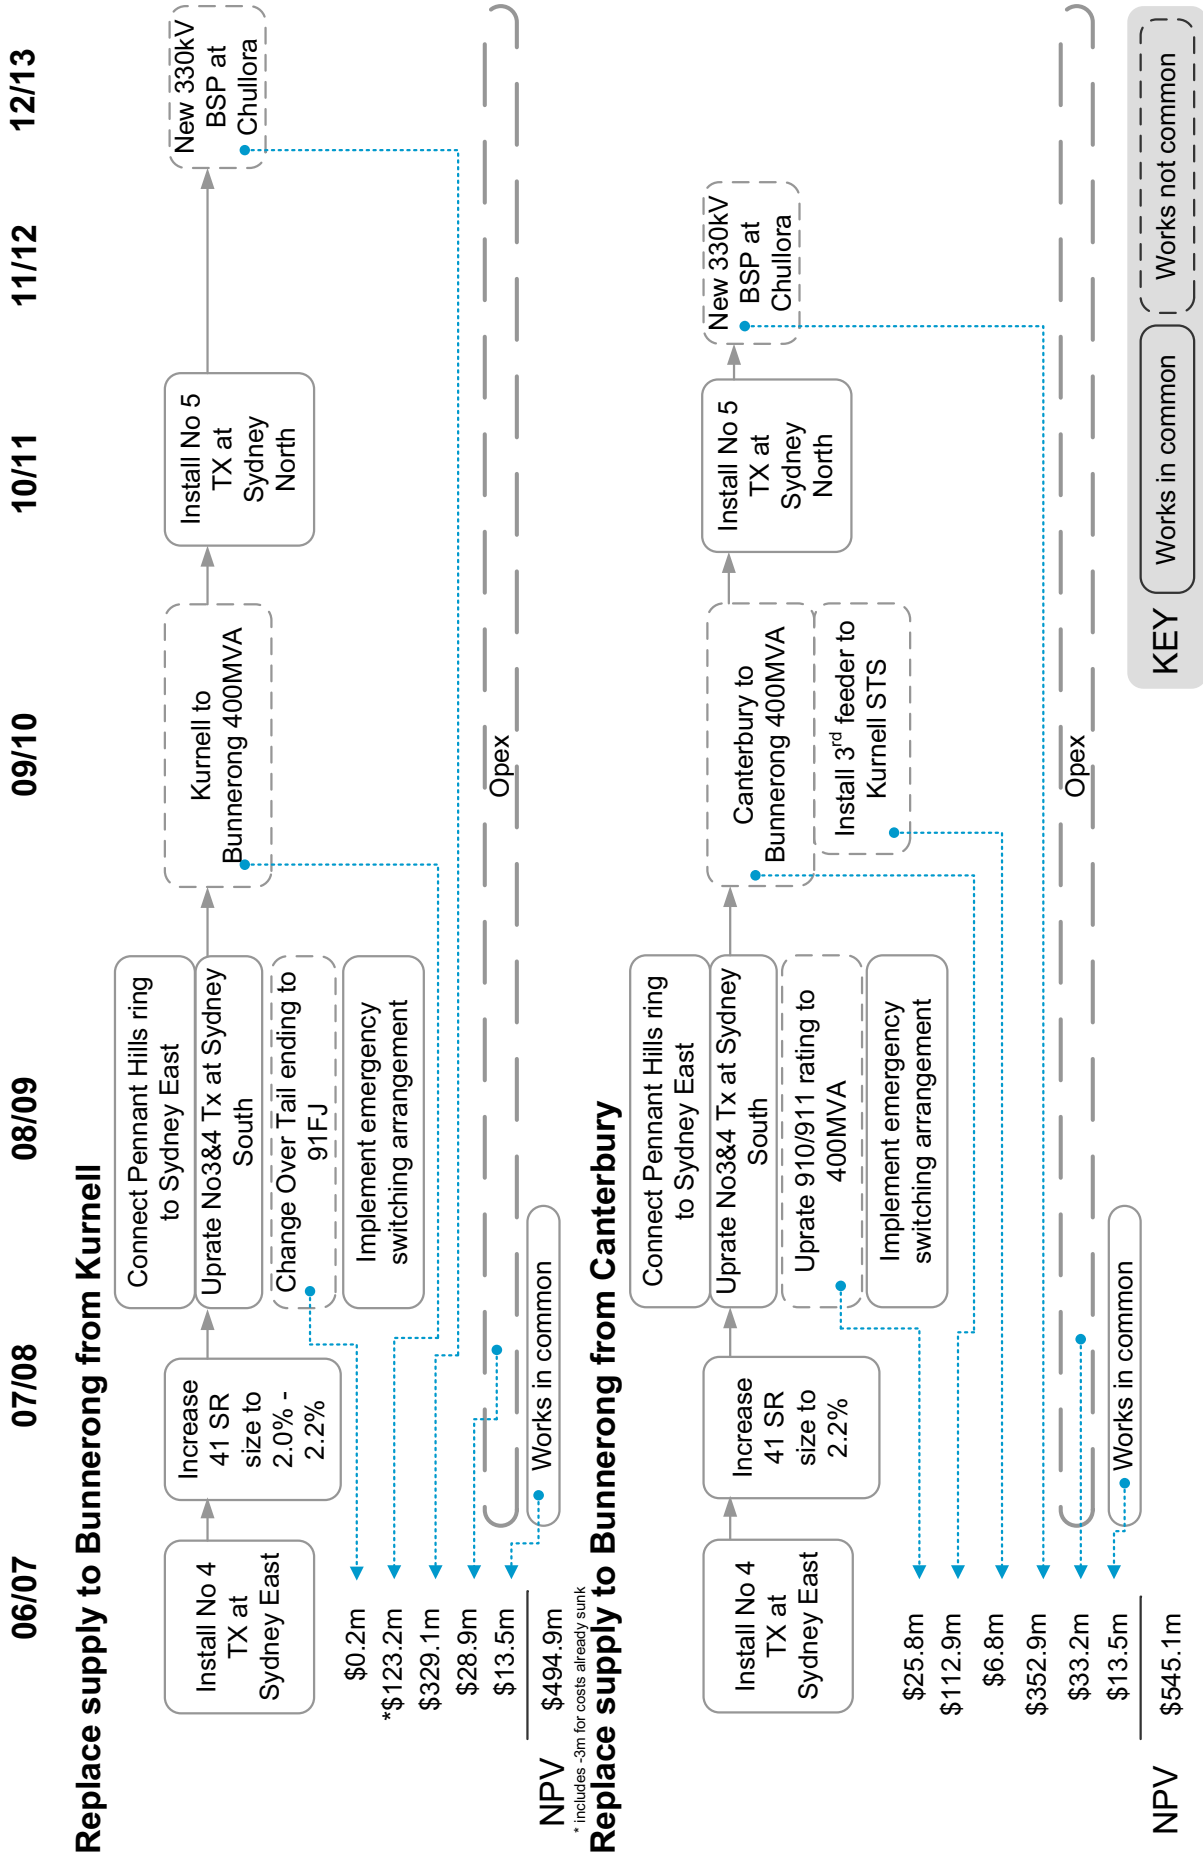 06/07 07/08 08/09 09/10 10/11 11/12 12/13
Replace supply to Bunnerong from Kurnell
Install No 4
TX at
Sydney East
Increase
41 SR
size to
2.0% -
2.2%
Connect Pennant Hills ring
to Sydney East
Uprate No3&4 Tx at Sydney
South
Change Over Tail ending to
91FJ
Implement emergency
switching arrangement
Kurnell to
Bunnerong 400MVA
Install No 5
TX at
Sydney
North
New 330kV
BSP at
Chullora
$0.2m
*$123.2m
$329.1m
$28.9m
Opex
$13.5m
Works in common
NPV $494.9m
* includes -3m for costs already sunk
Replace supply to Bunnerong from Canterbury
Install No 4
TX at
Sydney East
Increase
41 SR
size to
2.2%
Connect Pennant Hills ring
to Sydney East
Uprate No3&4 Tx at Sydney
South
Uprate 910/911 rating to
400MVA
Implement emergency
switching arrangement
Canterbury to
Bunnerong 400MVA
Install 3rd feeder to
Kurnell STS
Install No 5
TX at
Sydney
North
New 330kV
BSP at
Chullora
$25.8m
$112.9m
$6.8m
$352.9m
$33.2m
Opex
$13.5m
Works in common
NPV $545.1m
KEY Works in common Works not common